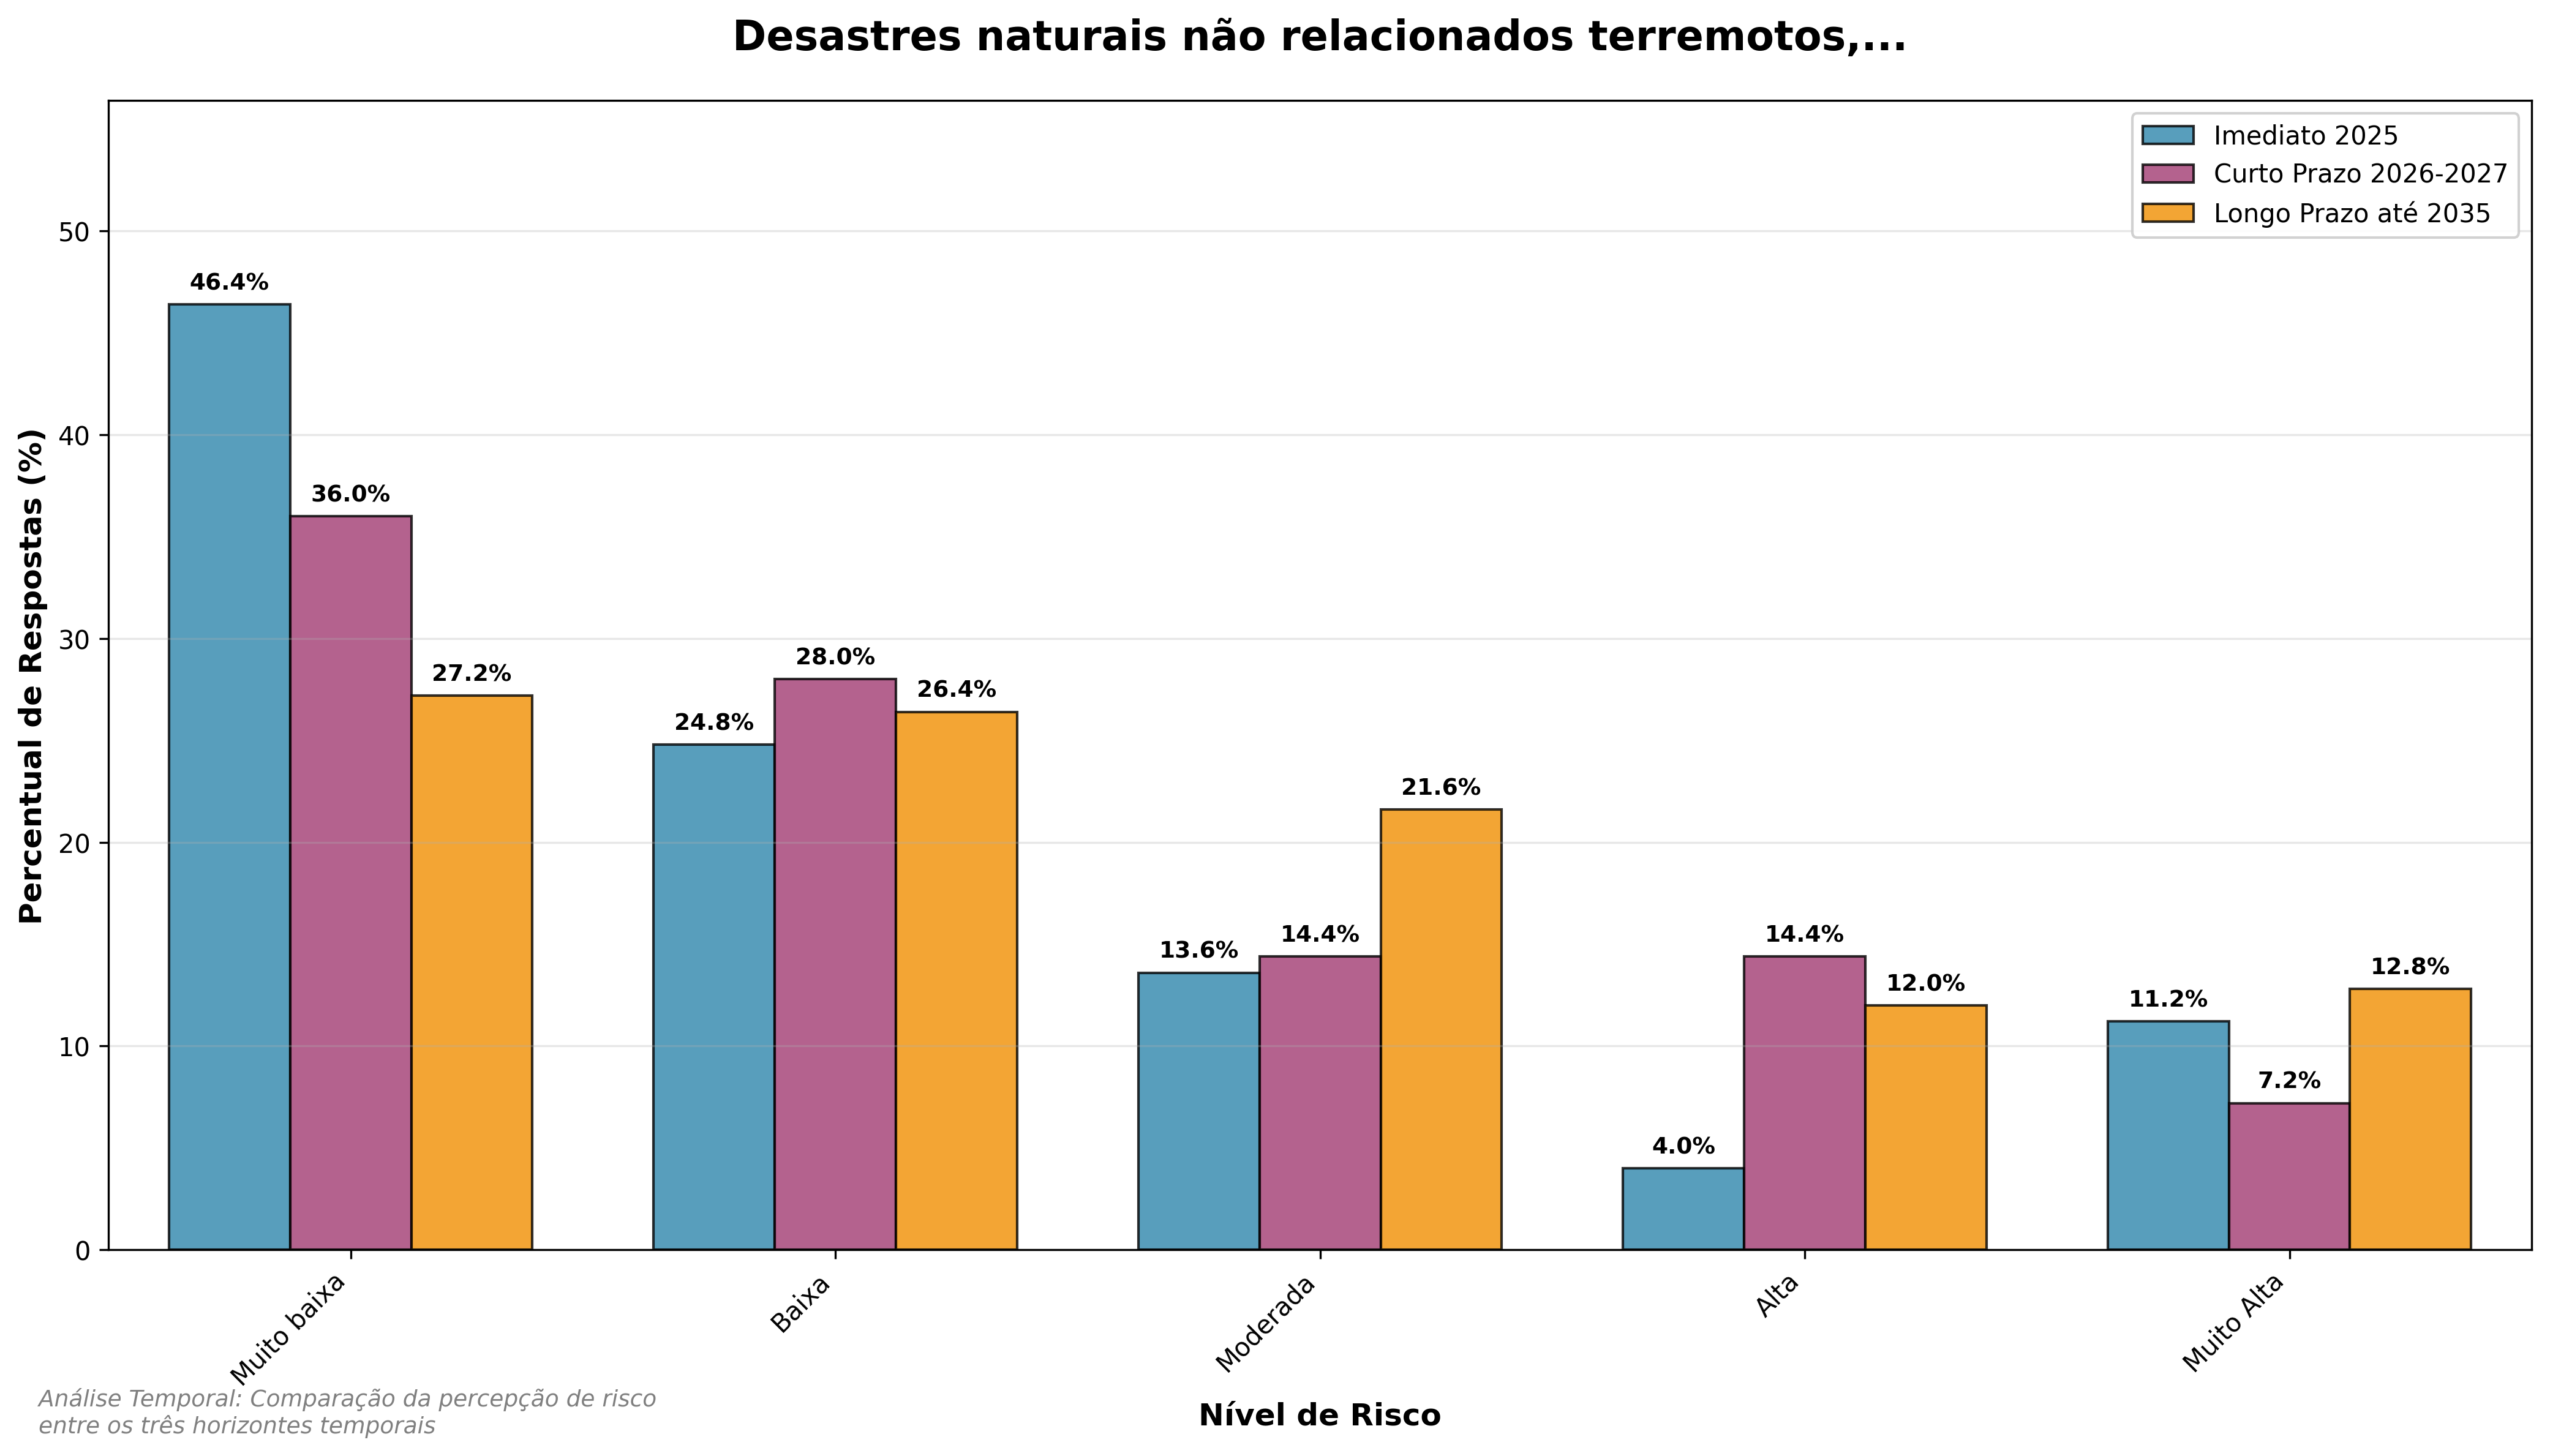 Desastres naturais não relacionados terremotos,...
Imediato 2025
Curto Prazo 2026-2027
Longo Prazo até 2035
Percentual de Respostas (%)
50
40
30
20
10
0
46.4%
36.0%
27.2%
24.8%
28.0%
26.4%
13.6%
14.4%
21.6%
4.0%
14.4%
12.0%
11.2%
7.2%
12.8%
Muito baixa
Baixa
Moderada
Alta
Muito Alta
Nível de Risco
Análise Temporal: Comparação da percepção de risco
entre os três horizontes temporais